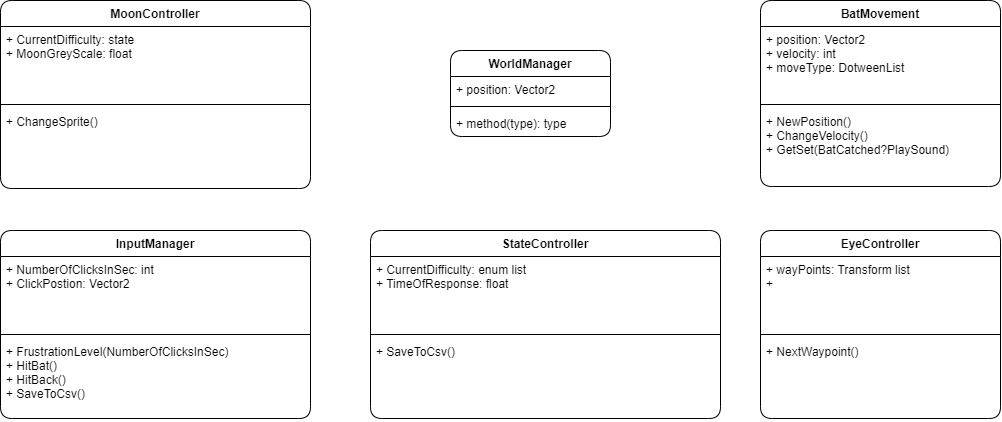 MoonController
+ CurrentDifficulty: state
+ MoonGreyScale: float
+ ChangeSprite()
WorldManager
+ position: Vector2
+ method(type): type
BatMovement
+ position: Vector2
+ velocity: int
+ moveType: DotweenList
+ NewPosition()
+ ChangeVelocity()
+ GetSet(BatCatched?PlaySound)
InputManager
+ NumberOfClicksInSec: int
+ ClickPostion: Vector2
+ FrustrationLevel(NumberOfClicksInSec)
+ HitBat()
+ HitBack()
+ SaveToCsv()
StateController
+ CurrentDifficulty: enum list
+ TimeOfResponse: float
+ SaveToCsv()
EyeController
+ wayPoints: Transform list
+
+ NextWaypoint()